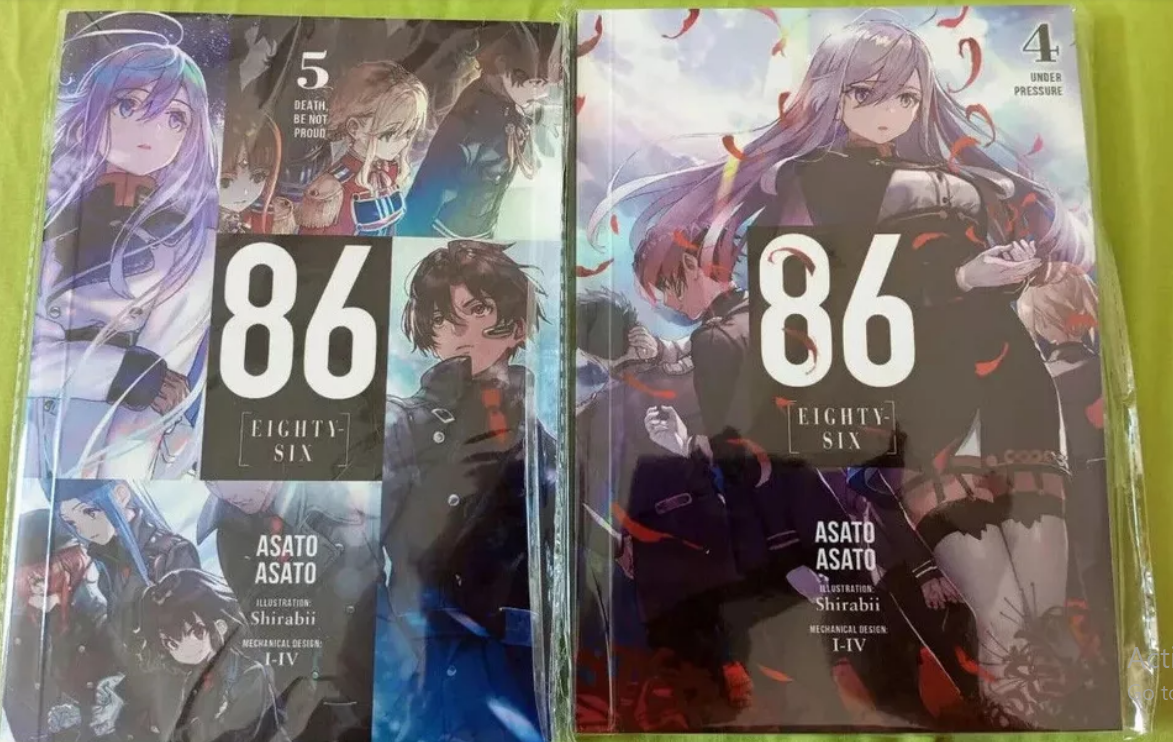 5
DEATH,
BE NOT
PROUD
86
EIGHTY-
SIX
ASATO
ASATO
ILLUSTRATION:
Shirabii
MECHANICAL DESIGN:
I-IV
4
UNDER
PRESSURE
86
EIGHTY-
SIX
ASATO
ASATO
ILLUSTRATION:
Shirabii
MECHANICAL DESIGN:
I-IV